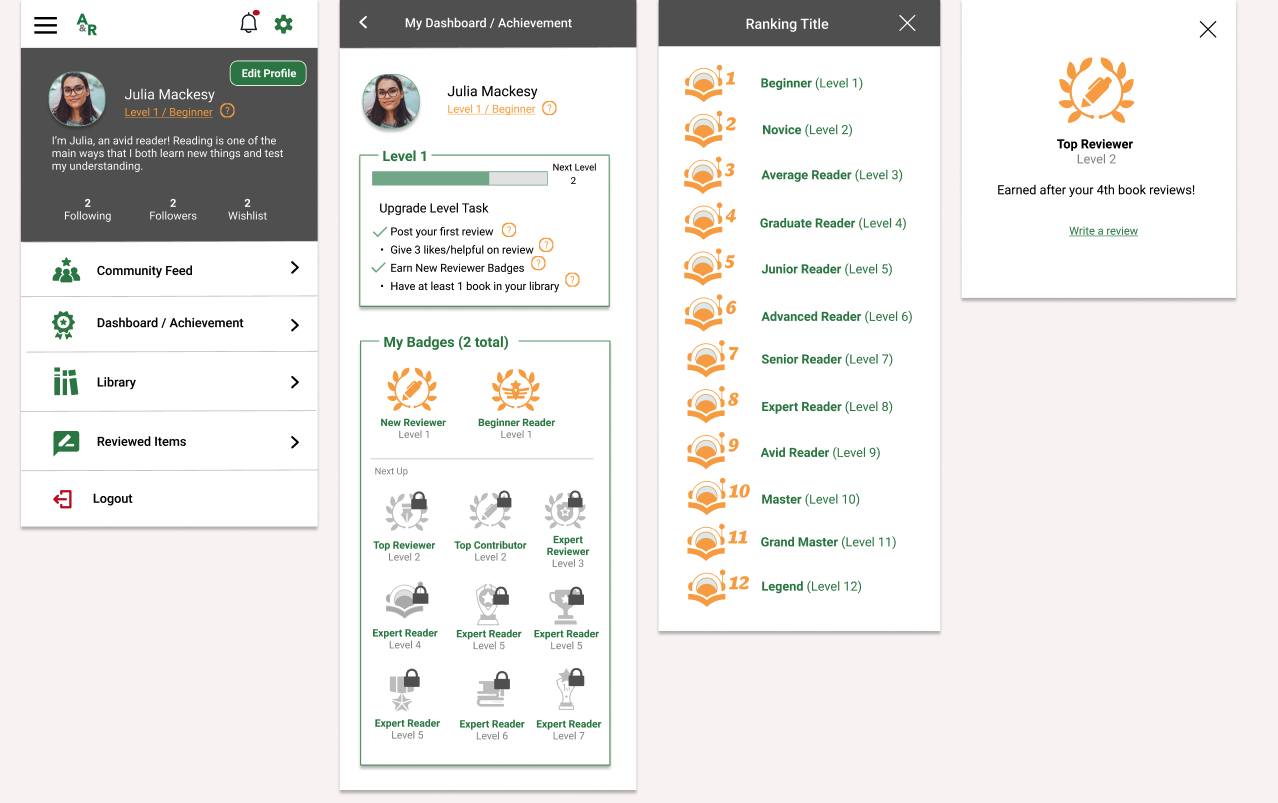 A
&
R
Edit Profile
Julia Mackesy
Level 1 / Beginner ?
I'm Julia, an avid reader! Reading is one of the
main ways that I both learn new things and test
my understanding.
2 2 2
Following Followers Wishlist
Community Feed
Dashboard / Achievement
Library
Reviewed Items
Logout
My Dashboard / Achievement
Julia Mackesy
Level 1 / Beginner ?
Level 1
Next Level
2
Upgrade Level Task
Post your first review ?
• Give 3 likes/helpful on review ?
Earn New Reviewer Badges ?
• Have at least 1 book in your library ?
My Badges (2 total)
New Reviewer Beginner Reader
Level 1 Level 1
Next Up
Top Reviewer Top Contributor Expert
Reviewer
Level 2 Level 2 Level 3
Expert Reader Expert Reader Expert Reader
Level 4 Level 5 Level 5
Expert Reader Expert Reader Expert Reader
Level 5 Level 6 Level 7
Ranking Title
1 Beginner (Level 1)
2 Novice (Level 2)
3 Average Reader (Level 3)
4 Graduate Reader (Level 4)
5 Junior Reader (Level 5)
6 Advanced Reader (Level 6)
7 Senior Reader (Level 7)
8 Expert Reader (Level 8)
9 Avid Reader (Level 9)
10 Master (Level 10)
11 Grand Master (Level 11)
12 Legend (Level 12)
Top Reviewer
Level 2
Earned after your 4th book reviews!
Write a review